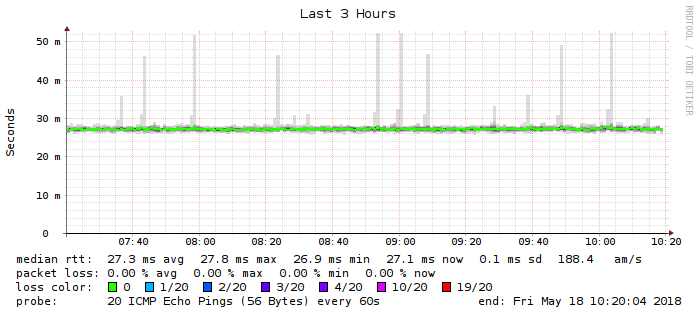 Last 3 Hours
RRDTOOL / TOBI OETIKER
Seconds
50 m
40 m
30 m
20 m
10 m
0
07:40 08:00 08:20 08:40 09:00 09:20 09:40 10:00 10:20
median rtt: 27.3 ms avg 27.8 ms max 26.9 ms min 27.1 ms now 0.1 ms sd 188.4 am/s
packet loss: 0.00 % avg 0.00 % max 0.00 % min 0.00 % now
loss color: 0 1/20 2/20 3/20 4/20 10/20 19/20
probe: 20 ICMP Echo Pings (56 Bytes) every 60s end: Fri May 18 10:20:04 2018